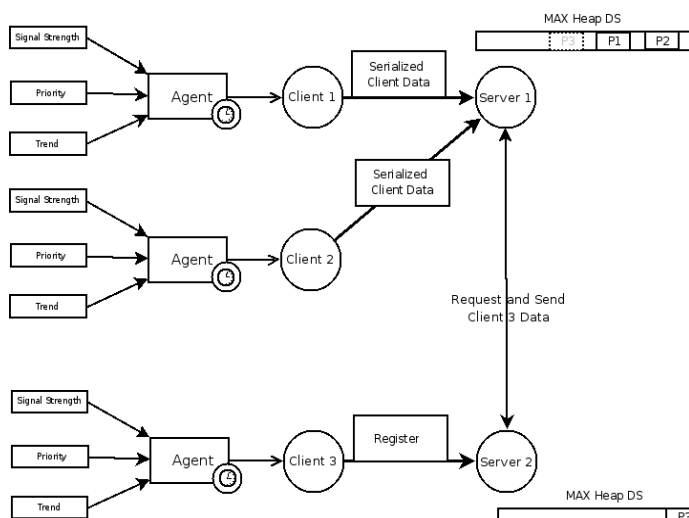 MAX Heap DS
P3
P1
P2
Signal Strength
Priority
Trend
Agent
Client 1
Serialized
Client Data
Server 1
Signal Strength
Priority
Trend
Agent
Client 2
Serialized
Client Data
Request and Send
Client 3 Data
Signal Strength
Priority
Trend
Agent
Client 3
Register
Server 2
MAX Heap DS